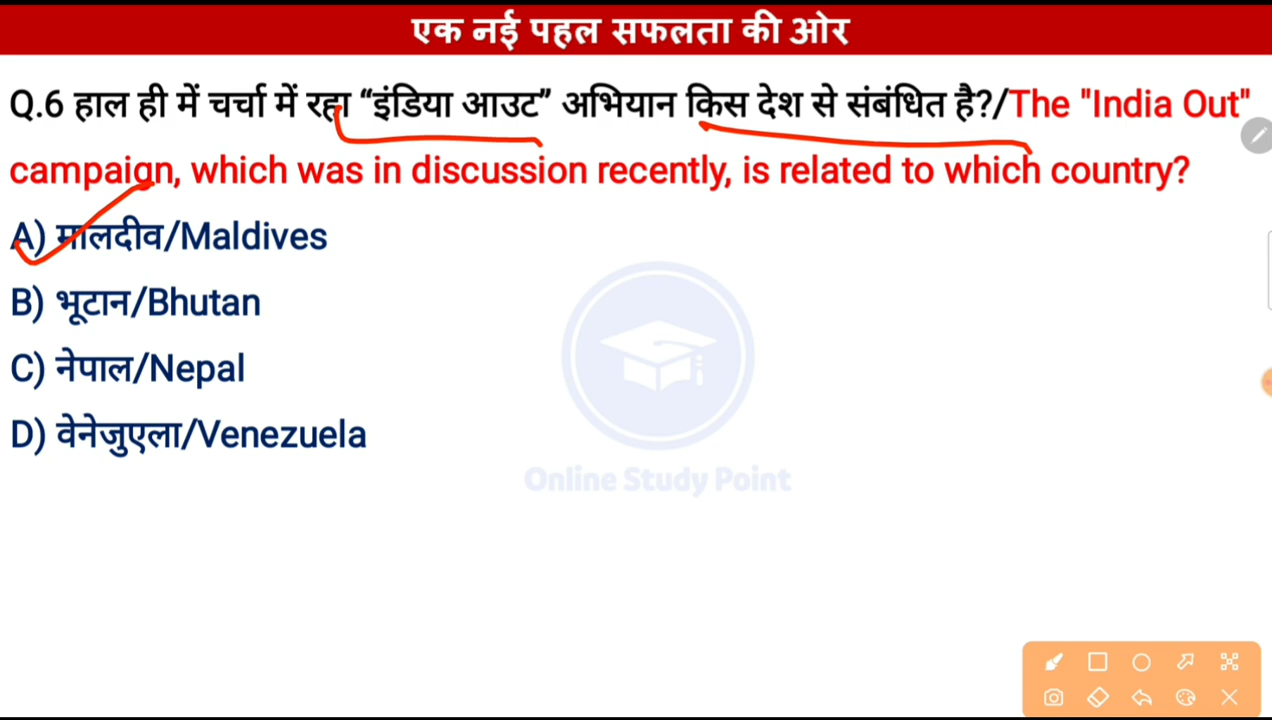 एक नई पहल सफलता की ओर
Q.6 हाल ही में चर्चा में रहा “इंडिया आउट” अभियान किस देश से संबंधित है?/The "India Out"
campaign, which was in discussion recently, is related to which country?
A) मालदीव/Maldives
B) भूटान/Bhutan
C) नेपाल/Nepal
D) वेनेजुएला/Venezuela
Online Study Point